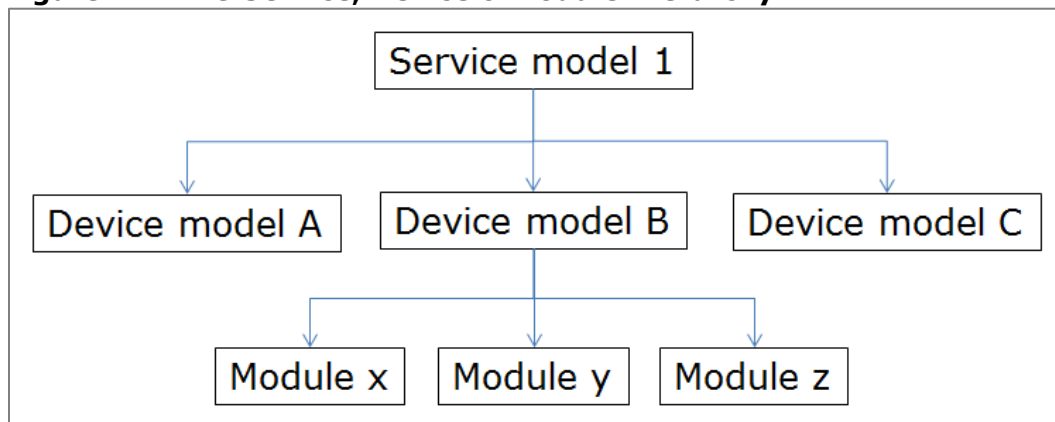 Service model 1
Device model A
Device model B
Device model C
Module x
Module y
Module z